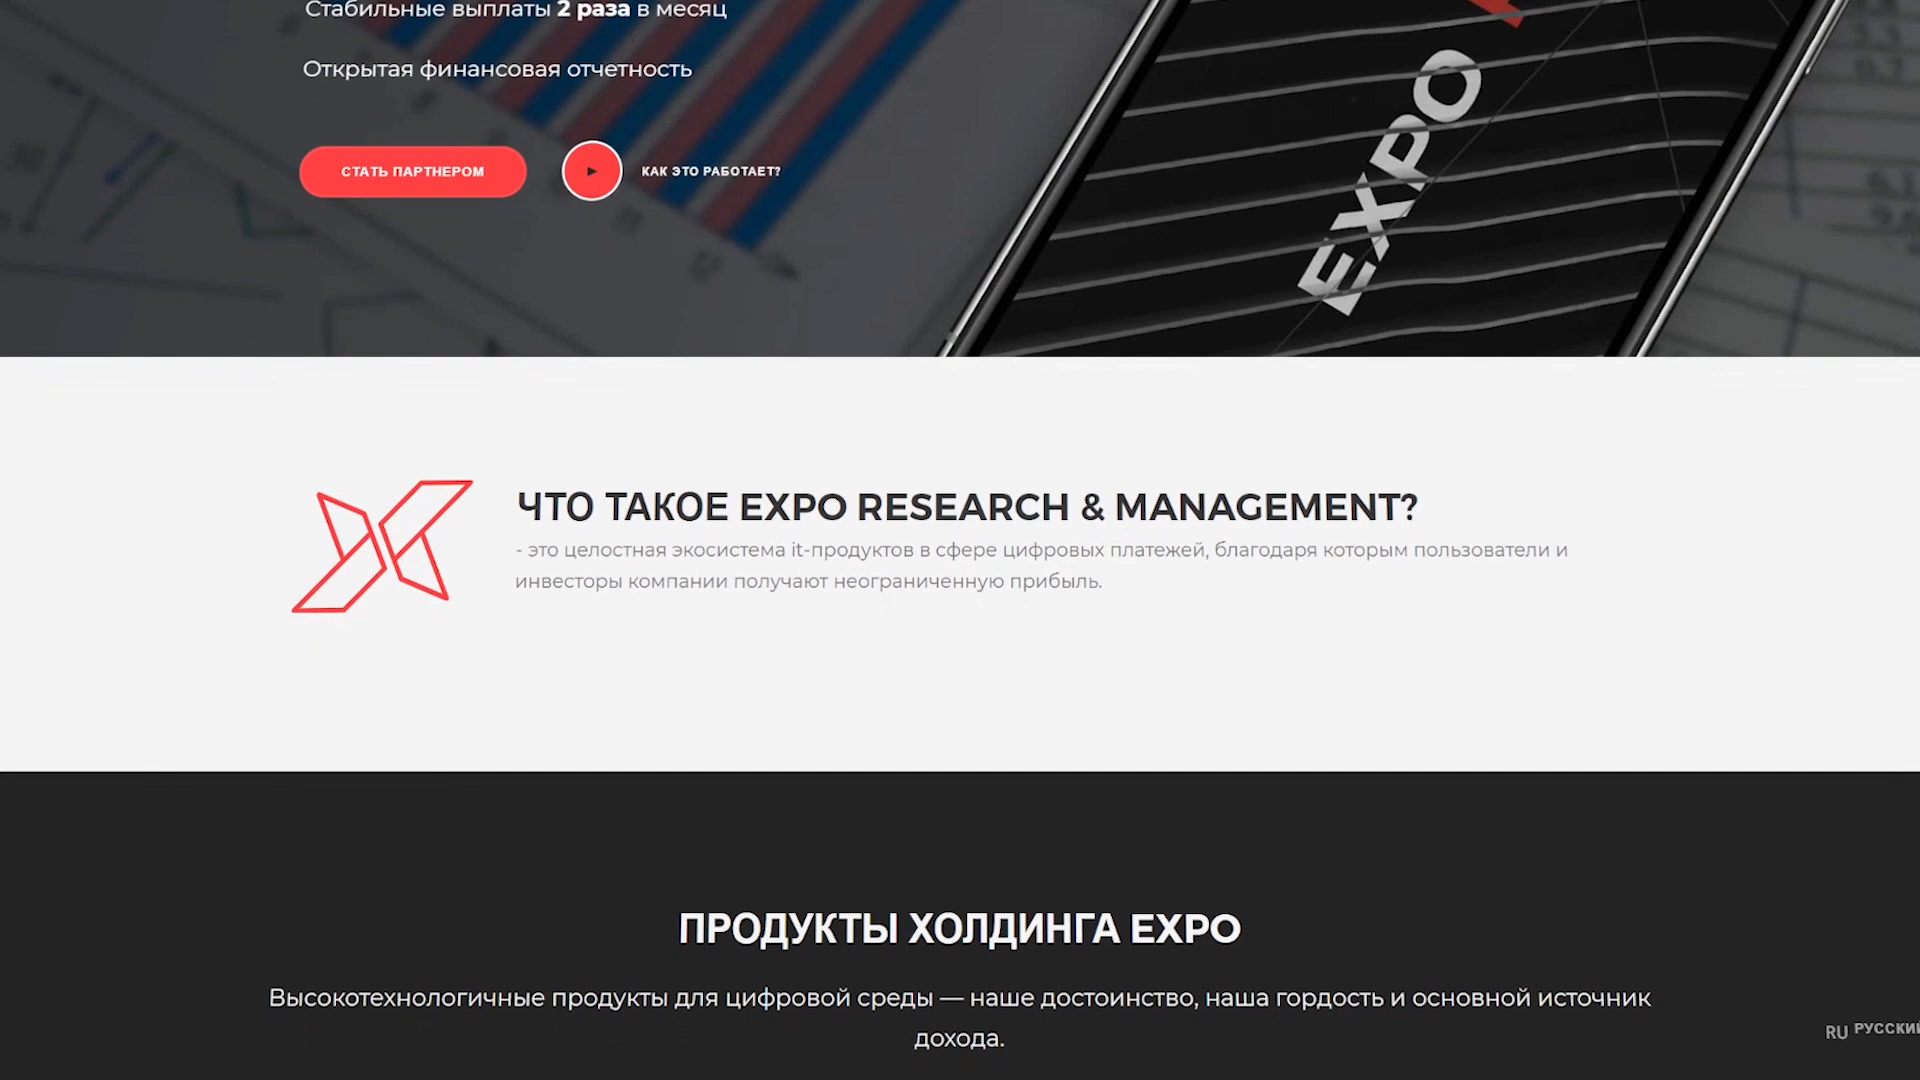 Стабильные выплаты 2 раза в месяц
Открытая финансовая отчетность
СТАТЬ ПАРТНЕРОМ
КАК ЭТО РАБОТАЕТ?
EXPO
ЧТО ТАКОЕ EXPO RESEARCH & MANAGEMENT?
- это целостная экосистема it-продуктов в сфере цифровых платежей, благодаря которым пользователи и
инвесторы компании получают неограниченную прибыль.
ПРОДУКТЫ ХОЛДИНГА EXPO
Высокотехнологичные продукты для цифровой среды — наше достоинство, наша гордость и основной источник
дохода.
RU РУССКИЙ